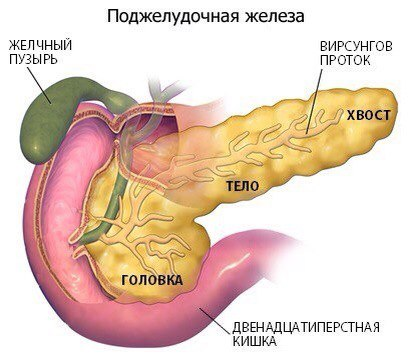 Поджелудочная железа
ЖЕЛЧНЫЙ
ПУЗЫРЬ
ВИРСУНГОВ
ПРОТОК
ХВОСТ
ТЕЛО
ГОЛОВКА
ДВЕНАДЦАТИПЕРСТНАЯ
КИШКА